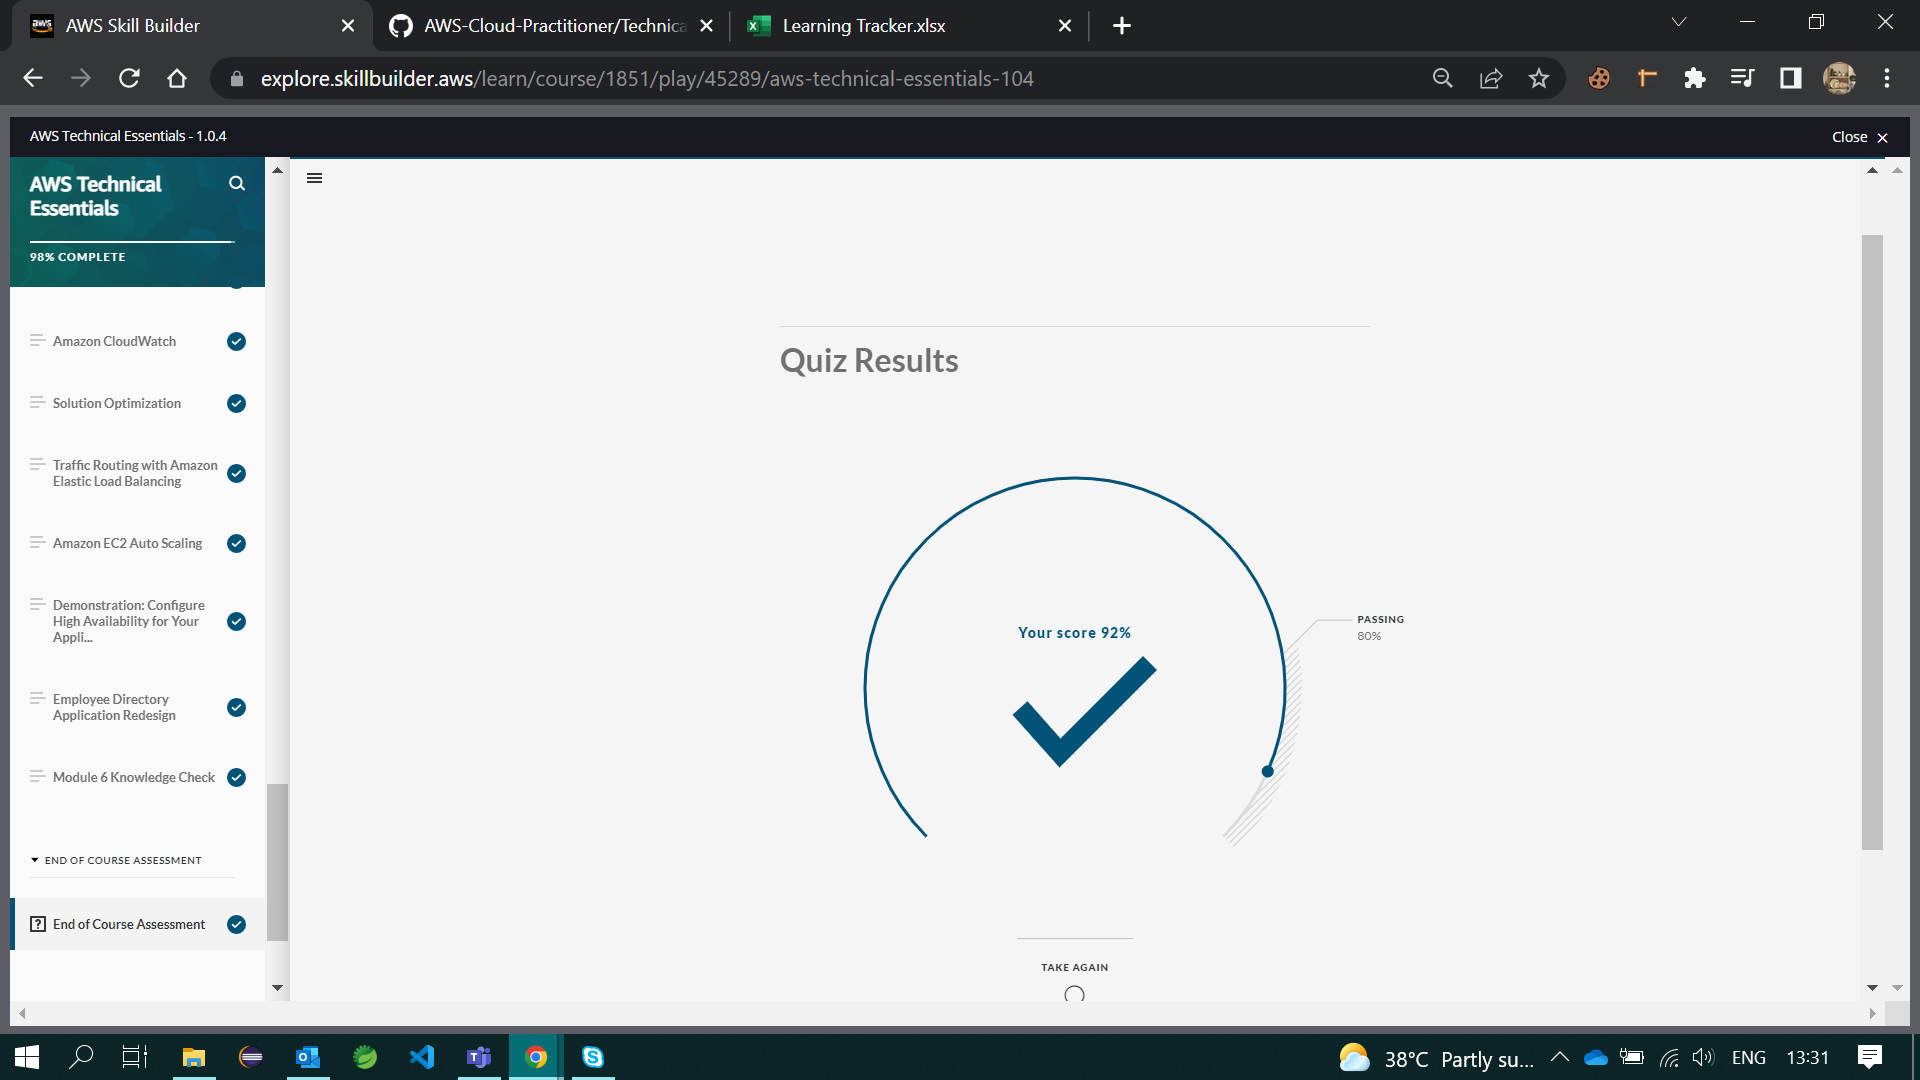 AWS Skill Builder
AWS-Cloud-Practitioner/Technica
Learning Tracker.xlsx
explore.skillbuilder.aws/learn/course/1851/play/45289/aws-technical-essentials-104
AWS Technical Essentials - 1.0.4
Close
AWS Technical
Essentials
98% COMPLETE
Amazon CloudWatch
Solution Optimization
Traffic Routing with Amazon
Elastic Load Balancing
Amazon EC2 Auto Scaling
Demonstration: Configure
High Availability for Your
Appli...
Employee Directory
Application Redesign
Module 6 Knowledge Check
END OF COURSE ASSESSMENT
End of Course Assessment
Quiz Results
Your score 92%
PASSING
80%
TAKE AGAIN
38°C Partly su...
ENG
13:31